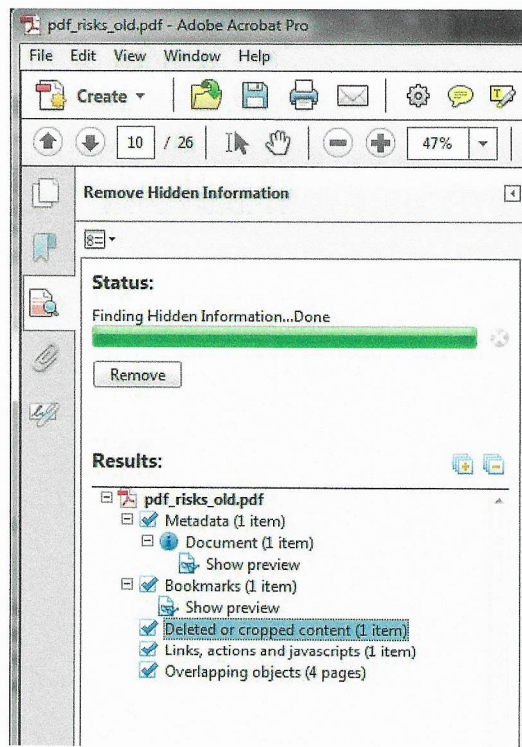 pdf_risks_old.pdf - Adobe Acrobat Pro
File Edit View Window Help
Create
10 / 26 47%
Remove Hidden Information
Status:
Finding Hidden Information...Done
Remove
Results:
pdf_risks_old.pdf
Metadata (1 item)
Document (1 item)
Show preview
Bookmarks (1 item)
Show preview
Deleted or cropped content (1 item)
Links, actions and javascripts (1 item)
Overlapping objects (4 pages)